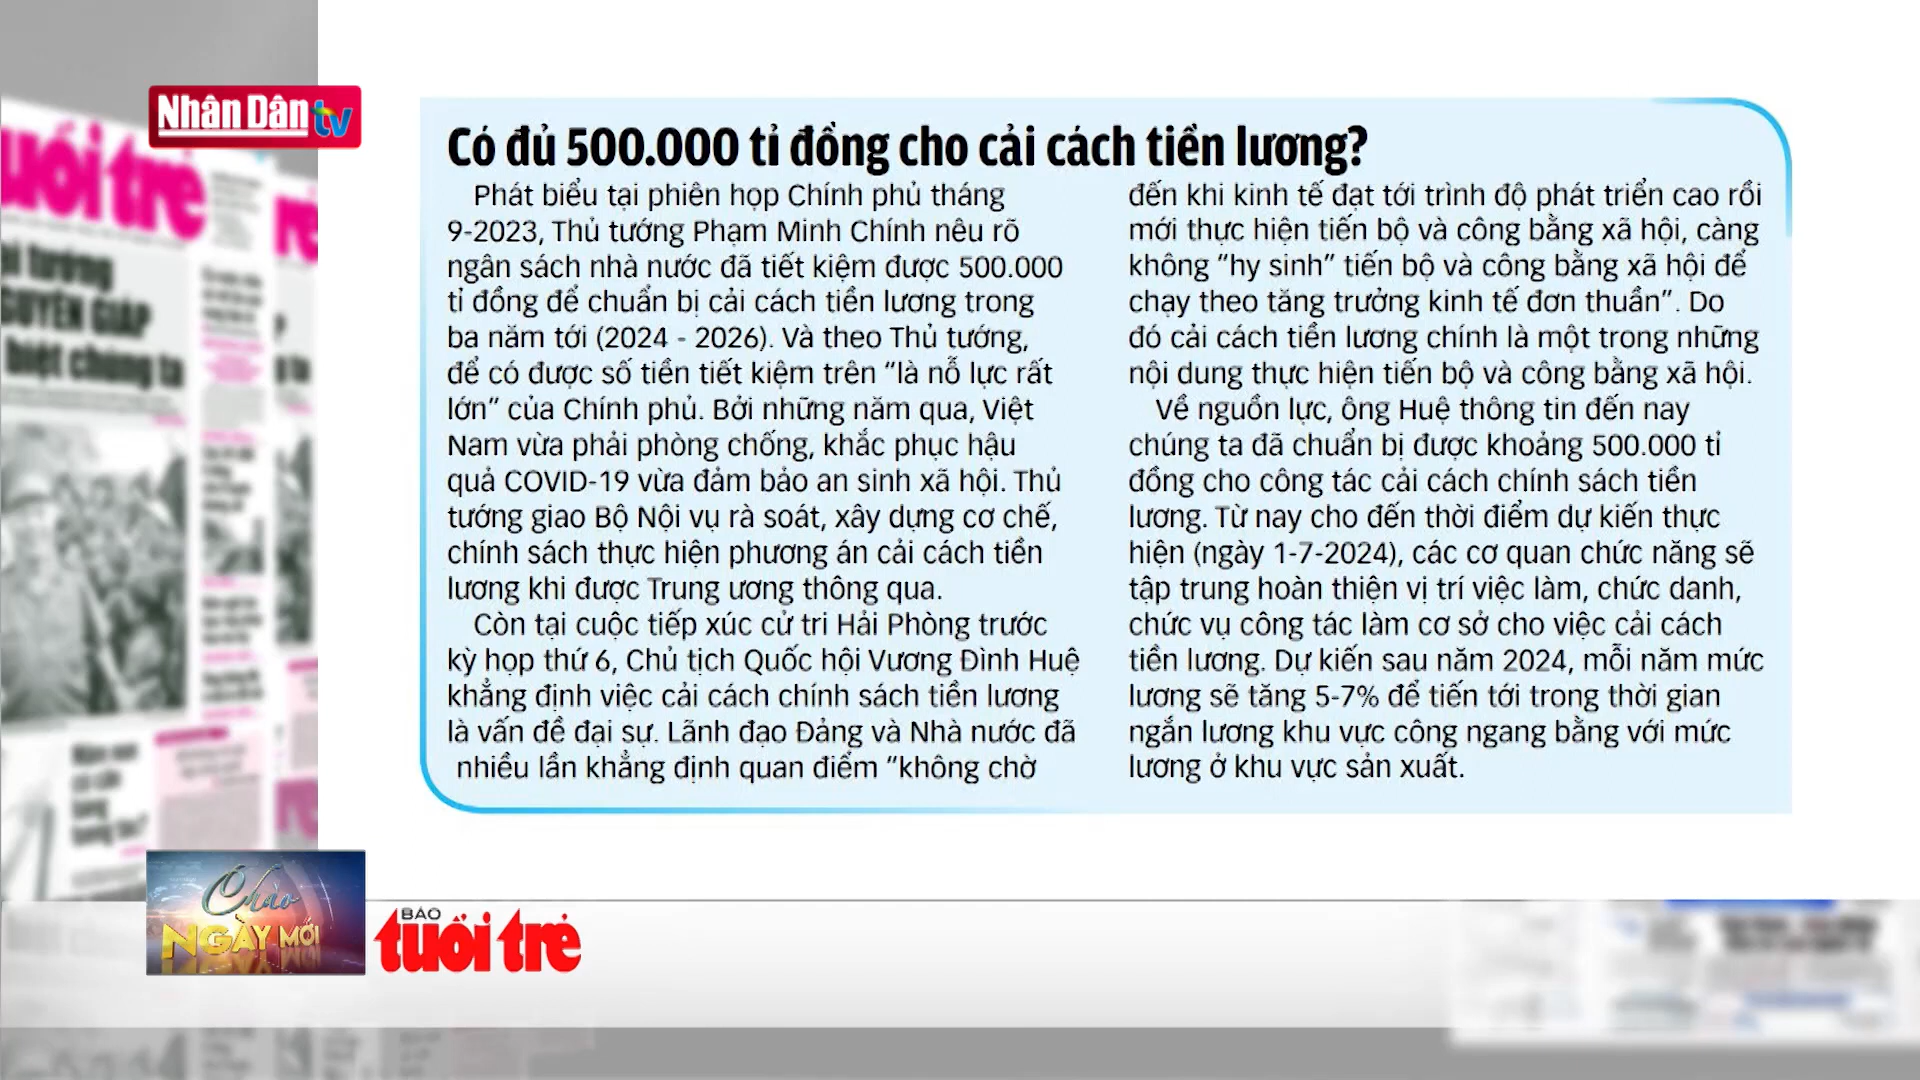 Nhân Dân tv
tuổi trẻ
Có đủ 500.000 tỉ đồng cho cải cách tiền lương?
Phát biểu tại phiên họp Chính phủ tháng
9-2023, Thủ tướng Phạm Minh Chính nêu rõ
ngân sách nhà nước đã tiết kiệm được 500.000
tỉ đồng để chuẩn bị cải cách tiền lương trong
ba năm tới (2024 - 2026). Và theo Thủ tướng,
để có được số tiền tiết kiệm trên “là nỗ lực rất
lớn” của Chính phủ. Bởi những năm qua, Việt
Nam vừa phải phòng chống, khắc phục hậu
quả COVID-19 vừa đảm bảo an sinh xã hội. Thủ
tướng giao Bộ Nội vụ rà soát, xây dựng cơ chế,
chính sách thực hiện phương án cải cách tiền
lương khi được Trung ương thông qua.
Còn tại cuộc tiếp xúc cử tri Hải Phòng trước
kỳ họp thứ 6, Chủ tịch Quốc hội Vương Đình Huệ
khẳng định việc cải cách chính sách tiền lương
là vấn đề đại sự. Lãnh đạo Đảng và Nhà nước đã
nhiều lần khẳng định quan điểm “không chờ
đến khi kinh tế đạt tới trình độ phát triển cao rồi
mới thực hiện tiến bộ và công bằng xã hội, càng
không “hy sinh” tiến bộ và công bằng xã hội để
chạy theo tăng trưởng kinh tế đơn thuần”. Do
đó cải cách tiền lương chính là một trong những
nội dung thực hiện tiến bộ và công bằng xã hội.
Về nguồn lực, ông Huệ thông tin đến nay
chúng ta đã chuẩn bị được khoảng 500.000 tỉ
đồng cho công tác cải cách chính sách tiền
lương. Từ nay cho đến thời điểm dự kiến thực
hiện (ngày 1-7-2024), các cơ quan chức năng sẽ
tập trung hoàn thiện vị trí việc làm, chức danh,
chức vụ công tác làm cơ sở cho việc cải cách
tiền lương. Dự kiến sau năm 2024, mỗi năm mức
lương sẽ tăng 5-7% để tiến tới trong thời gian
ngắn lương khu vực công ngang bằng với mức
lương ở khu vực sản xuất.
Chào
NGÀY MỚI
BÁO
tuổi trẻ